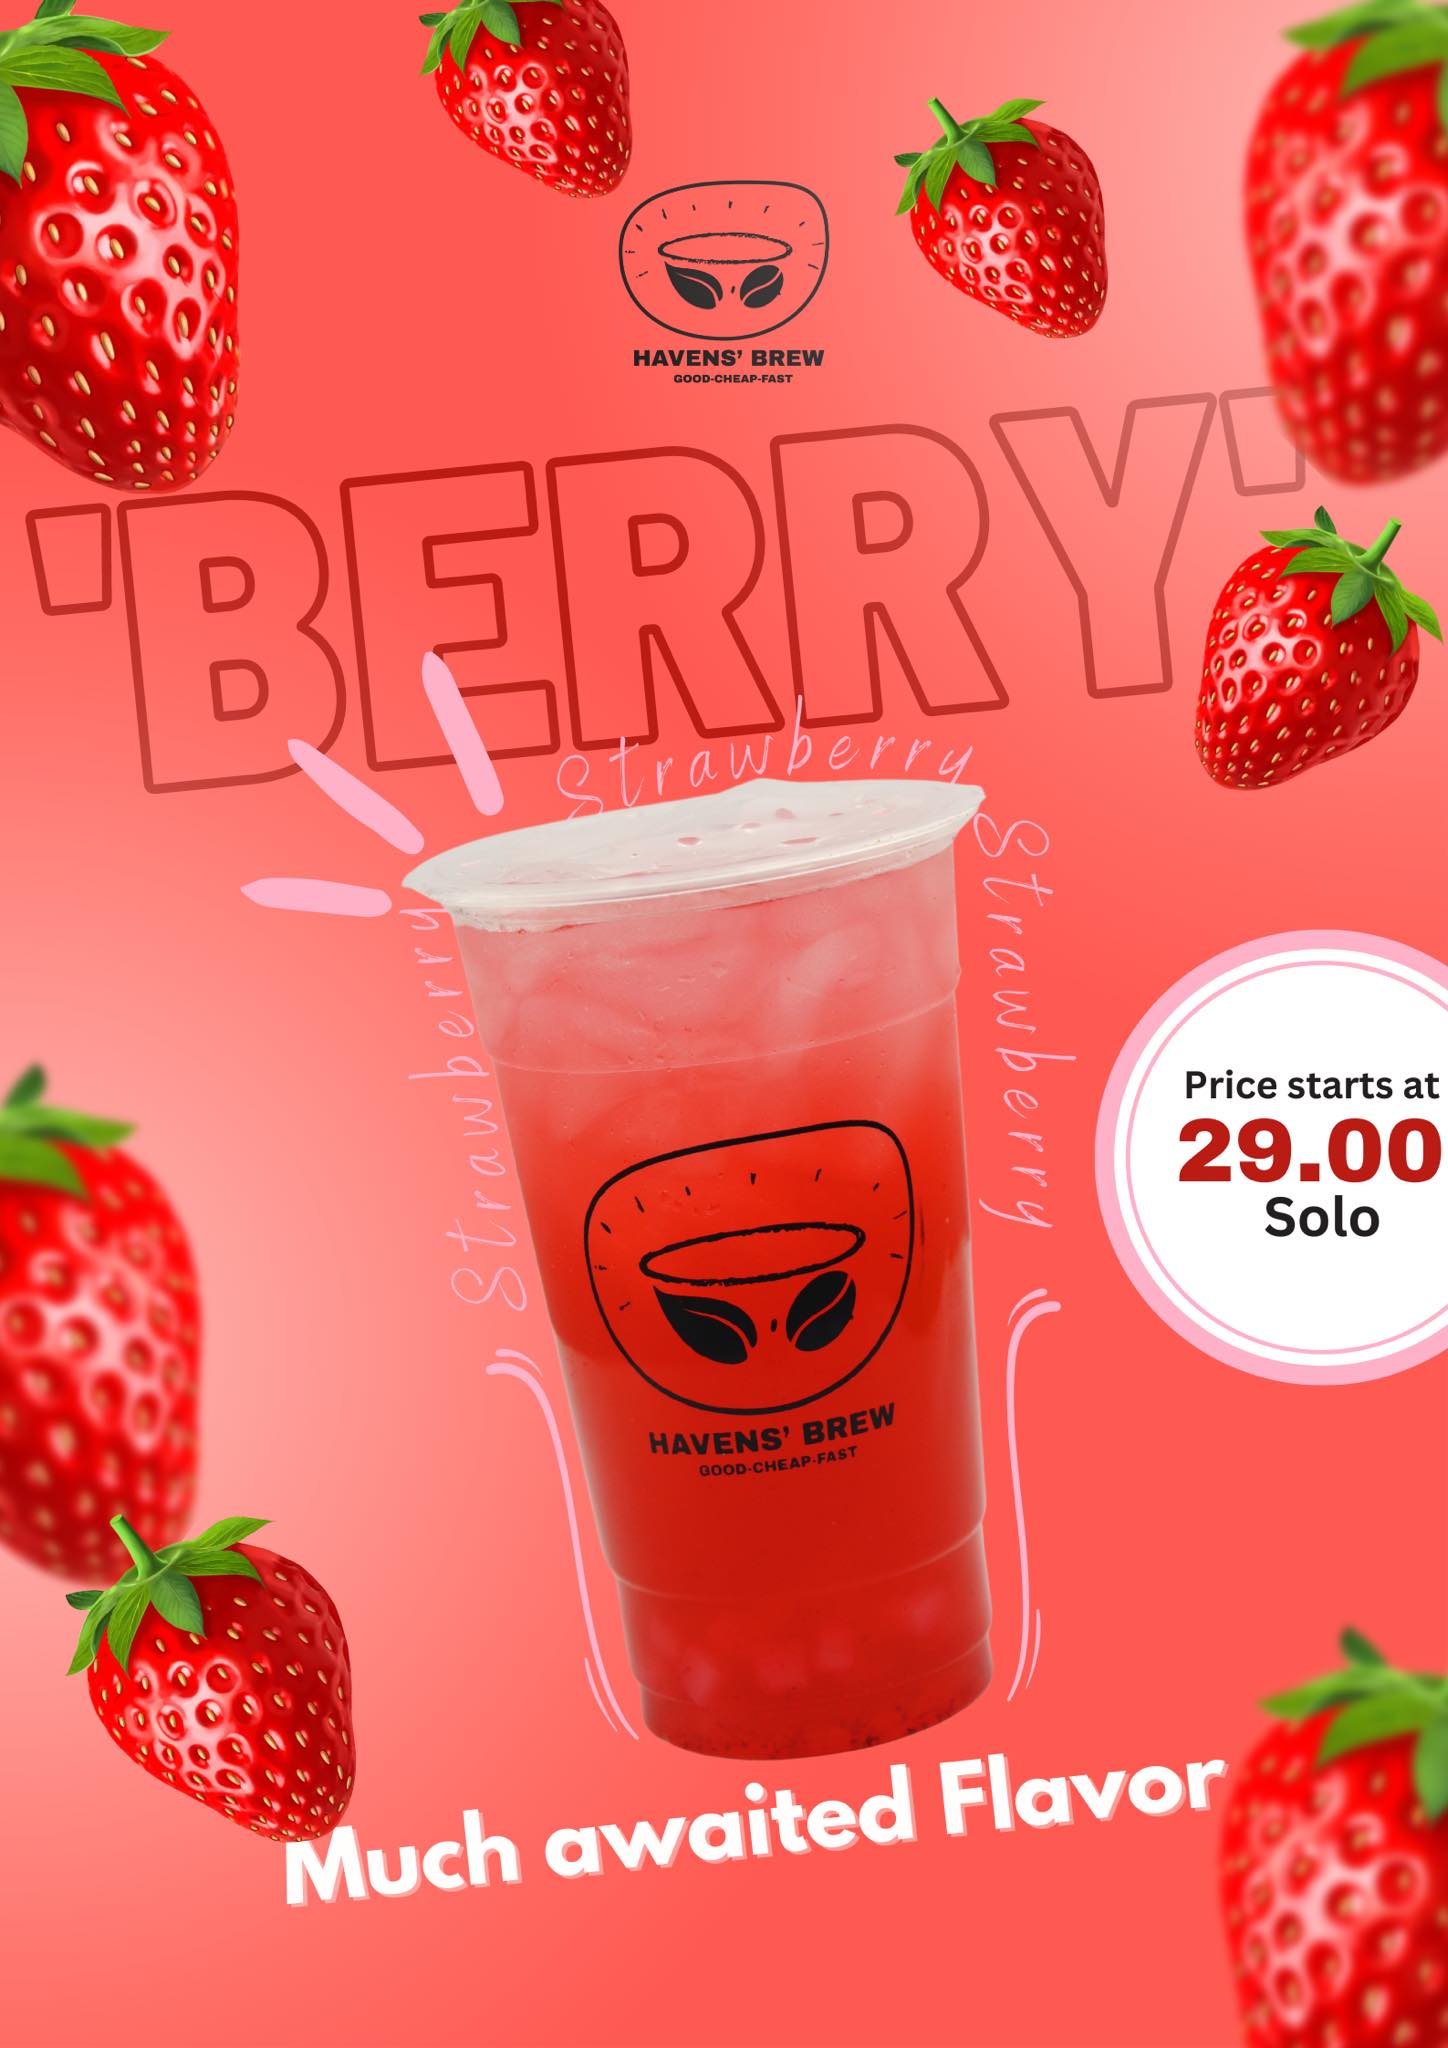 HAVENS' BREW
GOOD-CHEAP-FAST
'BERRY'
Strawberry
Strawberry
Strawberry
Price starts at
29.00
Solo
HAVENS' BREW
GOOD-CHEAP-FAST
Much awaited Flavor